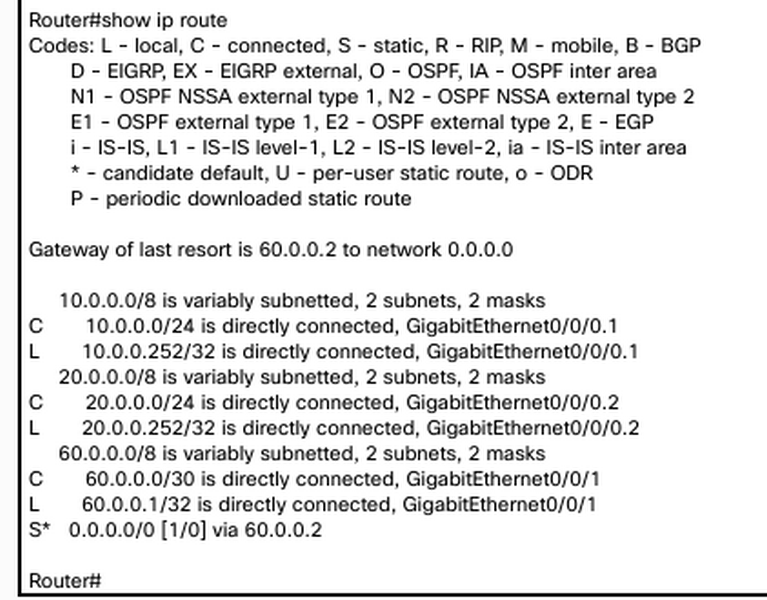 Router#show ip route
Codes: L - local, C - connected, S - static, R - RIP, M - mobile, B - BGP
D - EIGRP, EX - EIGRP external, O - OSPF, IA - OSPF inter area
N1 - OSPF NSSA external type 1, N2 - OSPF NSSA external type 2
E1 - OSPF external type 1, E2 - OSPF external type 2, E - EGP
i - IS-IS, L1 - IS-IS level-1, L2 - IS-IS level-2, ia - IS-IS inter area
* - candidate default, U - per-user static route, o - ODR
P - periodic downloaded static route
Gateway of last resort is 60.0.0.2 to network 0.0.0.0
10.0.0.0/8 is variably subnetted, 2 subnets, 2 masks
C 10.0.0.0/24 is directly connected, GigabitEthernet0/0/0.1
L 10.0.0.252/32 is directly connected, GigabitEthernet0/0/0.1
20.0.0.0/8 is variably subnetted, 2 subnets, 2 masks
C 20.0.0.0/24 is directly connected, GigabitEthernet0/0/0.2
L 20.0.0.252/32 is directly connected, GigabitEthernet0/0/0.2
60.0.0.0/8 is variably subnetted, 2 subnets, 2 masks
C 60.0.0.0/30 is directly connected, GigabitEthernet0/0/1
L 60.0.0.1/32 is directly connected, GigabitEthernet0/0/1
S* 0.0.0.0/0 [1/0] via 60.0.0.2
Router#